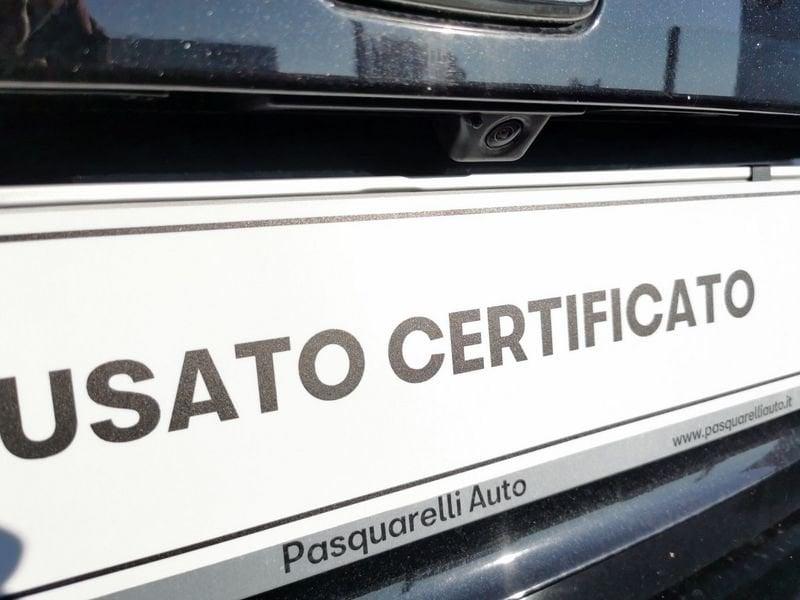 USATO CERTIFICATO
Pasquarelli Auto
www.pasquarelliauto.it